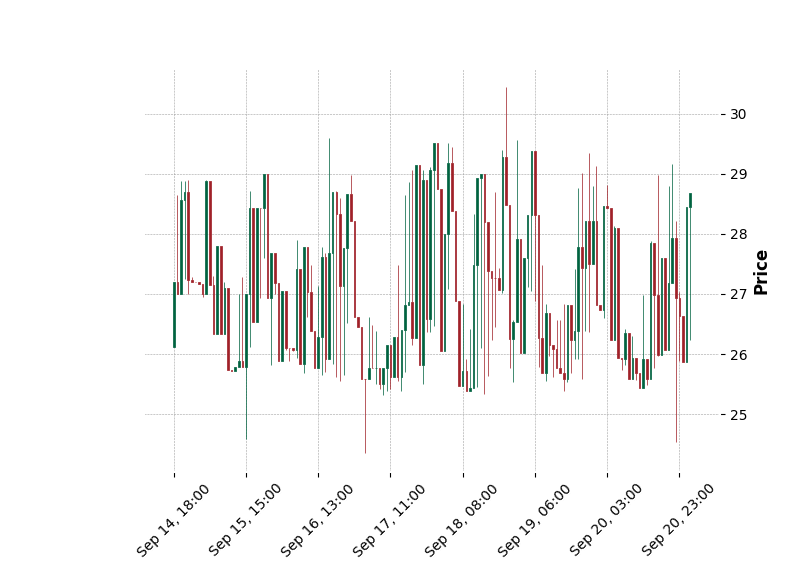 30
29
28
27
26
25
Price
Sep 14, 18:00
Sep 15, 15:00
Sep 16, 13:00
Sep 17, 11:00
Sep 18, 08:00
Sep 19, 06:00
Sep 20, 03:00
Sep 20, 23:00